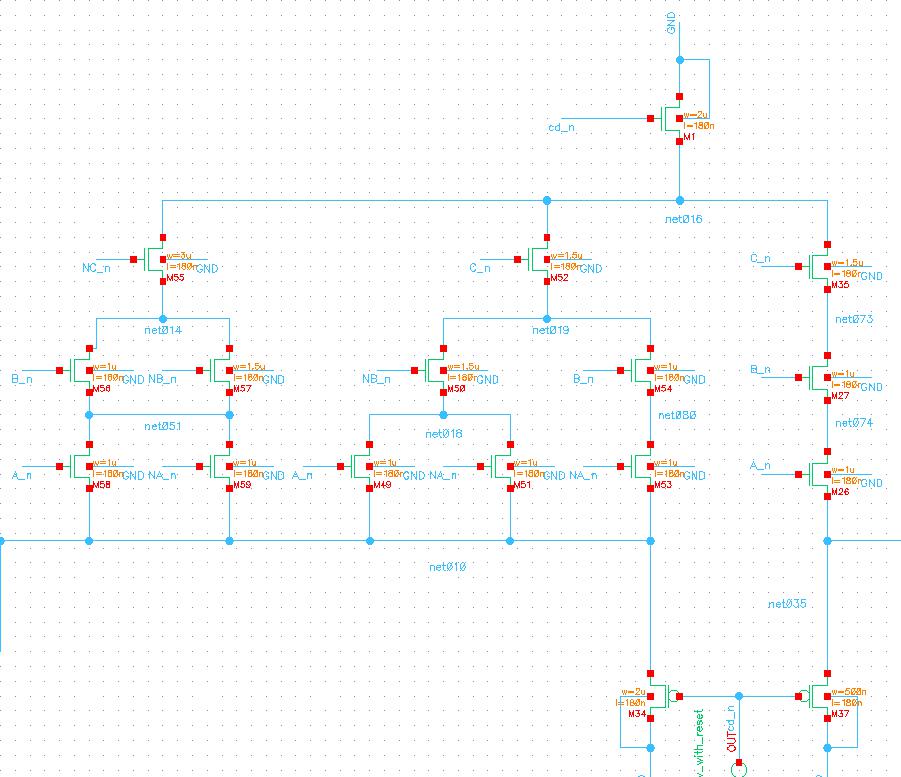 GND
w=2u
cd_n
l=180n
M1
net016
NC_n
w=3u
l=180n
GND
M55
C_n
w=1.5u
l=180n
GND
M52
C_n
w=1.5u
l=180n
GND
M35
net014
net019
net073
B_n
w=1u
l=180n
GND
M56
NB_n
w=1.5u
l=180n
GND
M57
NB_n
w=1.5u
l=180n
GND
M50
B_n
w=1u
l=180n
GND
M54
B_n
w=1u
l=180n
GND
M27
net051
net018
net080
net074
A_n
w=1u
l=180n
GND
M58
NA_n
w=1u
l=180n
GND
M59
A_n
w=1u
l=180n
GND
M49
NA_n
w=1u
l=180n
GND
M51
NA_n
w=1u
l=180n
GND
M53
A_n
w=1u
l=180n
GND
M26
net010
net035
w=2u
l=180n
M34
w=500n
l=180n
M37
v_with_reset
OUT
cd_n